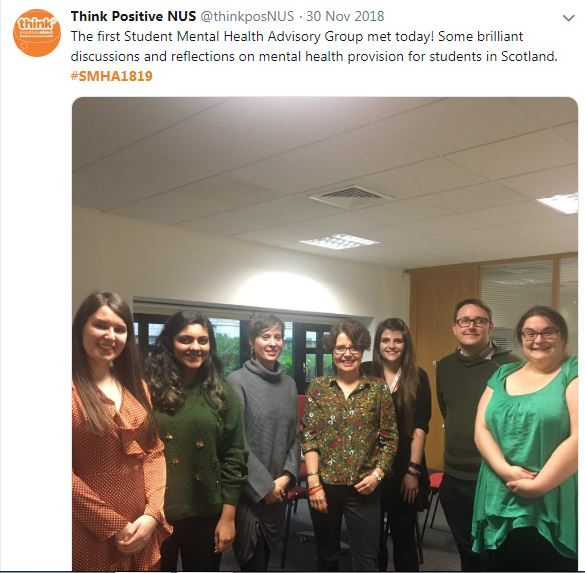 think
positive
Think Positive NUS @thinkposNUS · 30 Nov 2018
The first Student Mental Health Advisory Group met today! Some brilliant
discussions and reflections on mental health provision for students in Scotland.
#SMHA1819